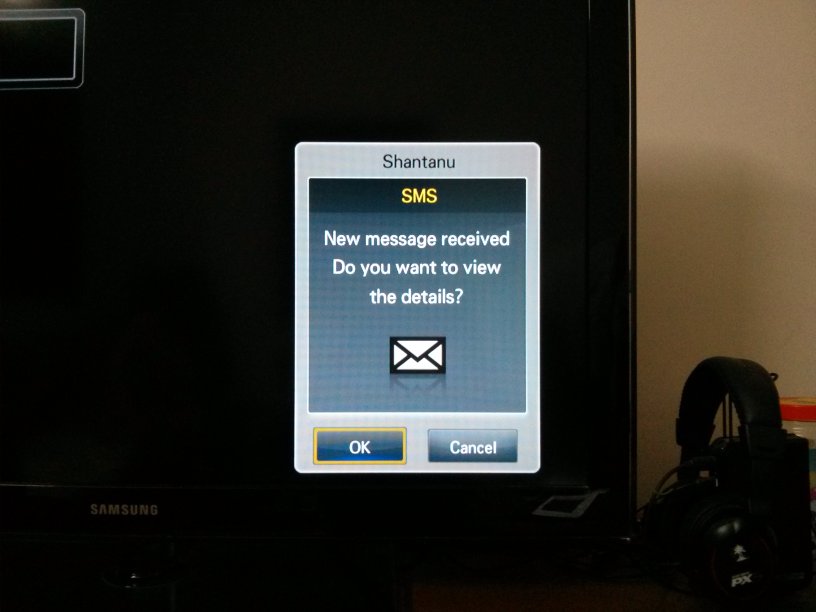 Shantanu
SMS
New message received
Do you want to view
the details?
OK
Cancel
SAMSUNG
PX